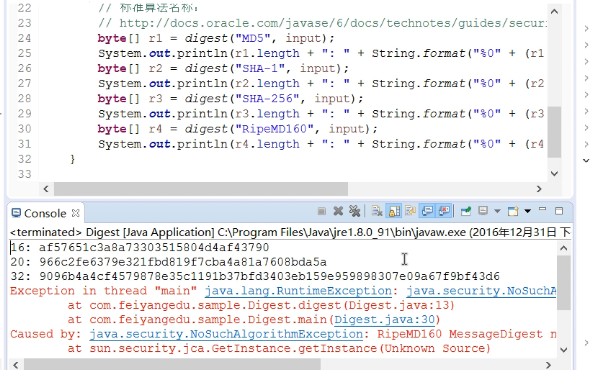 22 // 标准算法名称:
23 // http://docs.oracle.com/javase/6/docs/technotes/guides/secur
24 byte[] r1 = digest("MD5", input);
25 System.out.println(r1.length + ": " + String.format("%0" + (r1
26 byte[] r2 = digest("SHA-1", input);
27 System.out.println(r2.length + ": " + String.format("%0" + (r2
28 byte[] r3 = digest("SHA-256", input);
29 System.out.println(r3.length + ": " + String.format("%0" + (r3
30 byte[] r4 = digest("RipeMD160", input);
31 System.out.println(r4.length + ": " + String.format("%0" + (r4
32 }
33
Console
<terminated> Digest [Java Application] C:\Program Files\Java\jre1.8.0_91\bin\javaw.exe (2016年12月31日 下
16: af57651c3a8a73303515804d4af43790
20: 966c2fe6379e321fbd819f7cba4a81a7608bda5a
32: 9096b4a4cf4579878e35c1191b37bfd3403eb159e959898307e09a67f9bf43d6
Exception in thread "main" java.lang.RuntimeException: java.security.NoSuchA
at com.feiyangedu.sample.Digest.digest(Digest.java:13)
at com.feiyangedu.sample.Digest.main(Digest.java:30)
Caused by: java.security.NoSuchAlgorithmException: RipeMD160 MessageDigest n
at sun.security.jca.GetInstance.getInstance(Unknown Source)